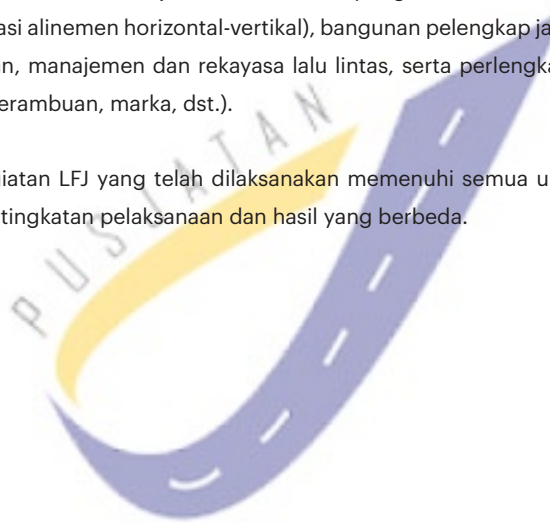 asi alinemen horizontal-vertikal), bangunan pelengkap ja
n, manajemen dan rekayasa lalu lintas, serta perlengka
erambuan, marka, dst.).
iatan LFJ yang telah dilaksanakan memenuhi semua u
tingkatan pelaksanaan dan hasil yang berbeda.
PUSJATAN